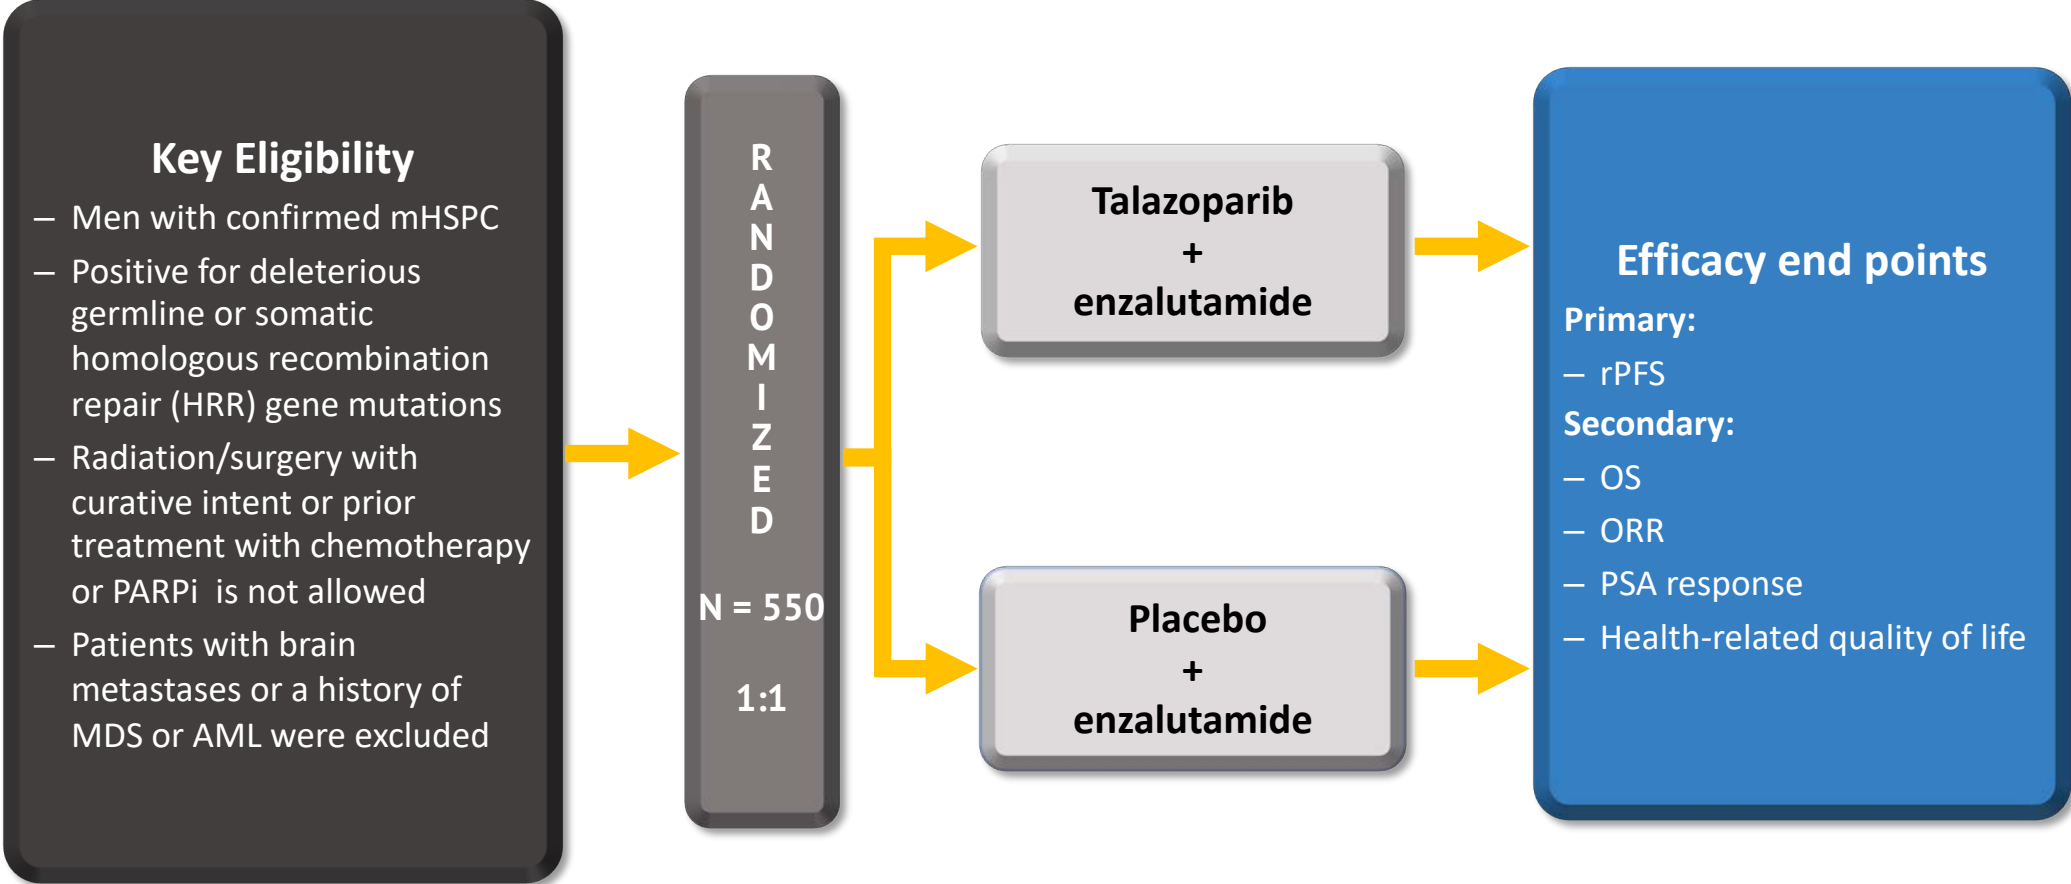 Key Eligibility
– Men with confirmed mHSPC
– Positive for deleterious
germline or somatic
homologous recombination
repair (HRR) gene mutations
– Radiation/surgery with
curative intent or prior
treatment with chemotherapy
or PARPi is not allowed
– Patients with brain
metastases or a history of
MDS or AML were excluded
R
A
N
D
O
M
I
Z
E
D
N = 550
1:1
Talazoparib
+
enzalutamide
Placebo
+
enzalutamide
Efficacy end points
Primary:
– rPFS
Secondary:
– OS
– ORR
– PSA response
– Health-related quality of life